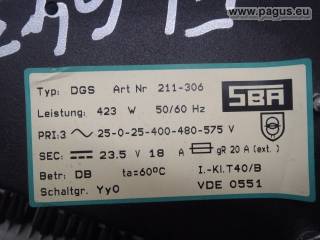 www.pagus.eu
Typ: DGS Art Nr 211-306
Leistung: 423 W 50/60 Hz
SBA
PRI:3 ~ 25-0-25-400-480-575 V
SEC: 23.5 V 18 A gR 20 A (ext.)
Betr: DB ta=60°C I.-Kl.T40/B
Schaltgr. Yy0 VDE 0551